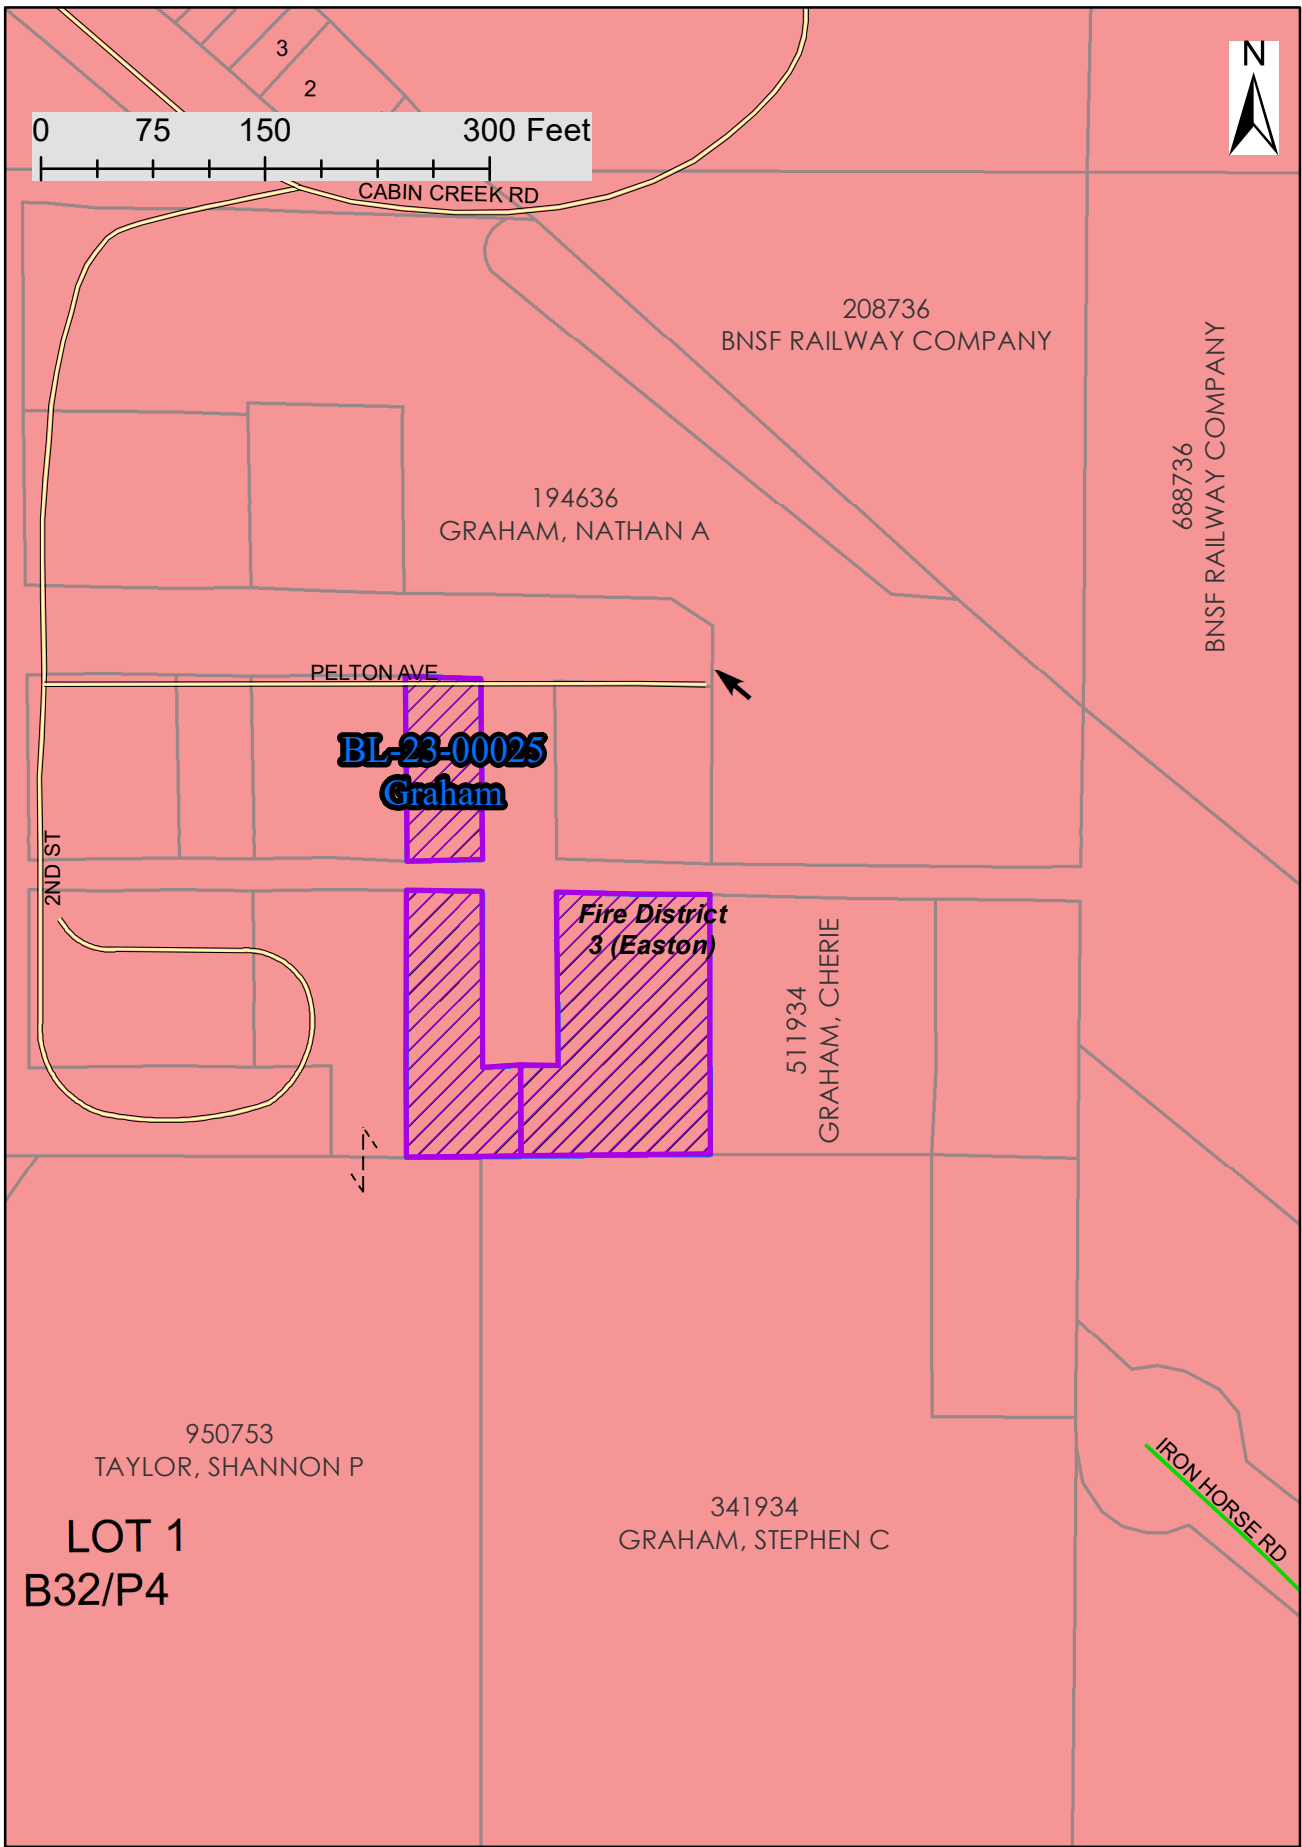 3
2
N
0 75 150 300 Feet
CABIN CREEK RD
208736
BNSF RAILWAY COMPANY
688736
BNSF RAILWAY COMPANY
194636
GRAHAM, NATHAN A
PELTON AVE
BL-23-00025
Graham
2ND ST
Fire District
3 (Easton)
511934
GRAHAM, CHERIE
950753
TAYLOR, SHANNON P
LOT 1
B32/P4
341934
GRAHAM, STEPHEN C
IRON HORSE RD